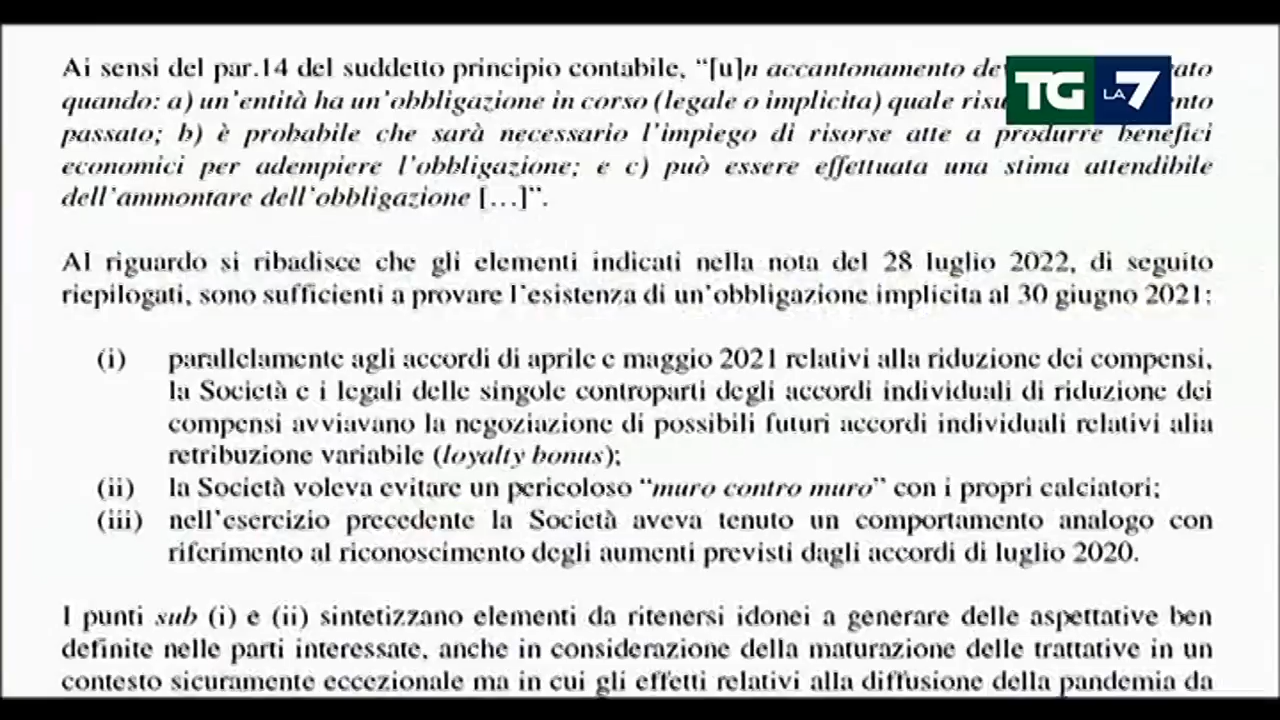 Ai sensi del par.14 del suddetto principio contabile, “[u]n accantonamento
quando: a) un’entità ha un’obbligazione in corso (legale o implicita) quale
passato; b) è probabile che sarà necessario l’impiego di risorse atte a produrre benefici
economici per adempiere l’obbligazione; e c) può essere effettuata una stima attendibile
dell’ammontare dell’obbligazione […]”.
TG LA 7
Al riguardo si ribadisce che gli elementi indicati nella nota del 28 luglio 2022, di seguito
riepilogati, sono sufficienti a provare l’esistenza di un’obbligazione implicita al 30 giugno 2021:
(i) parallelamente agli accordi di aprile e maggio 2021 relativi alla riduzione dei compensi,
la Società e i legali delle singole controparti degli accordi individuali di riduzione dei
compensi avviavano la negoziazione di possibili futuri accordi individuali relativi alla
retribuzione variabile (loyalty bonus);
(ii) la Società voleva evitare un pericoloso “muro contro muro” con i propri calciatori;
(iii) nell’esercizio precedente la Società aveva tenuto un comportamento analogo con
riferimento al riconoscimento degli aumenti previsti dagli accordi di luglio 2020.
I punti sub (i) e (ii) sintetizzano elementi da ritenersi idonei a generare delle aspettative ben
definite nelle parti interessate, anche in considerazione della maturazione delle trattative in un
contesto sicuramente eccezionale ma in cui gli effetti relativi alla diffusione della pandemia da